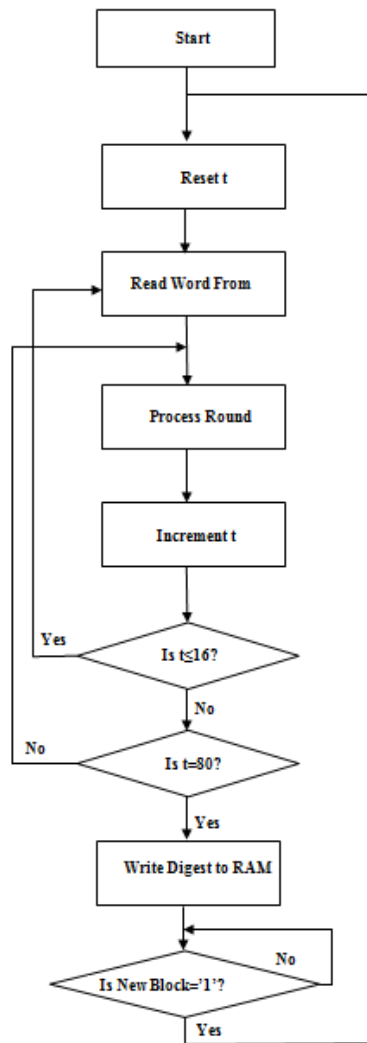 Start
Reset t
Read Word From
Process Round
Increment t
Yes
Is t≤16?
No
No
Is t=80?
Yes
Write Digest to RAM
No
Is New Block='1'?
Yes